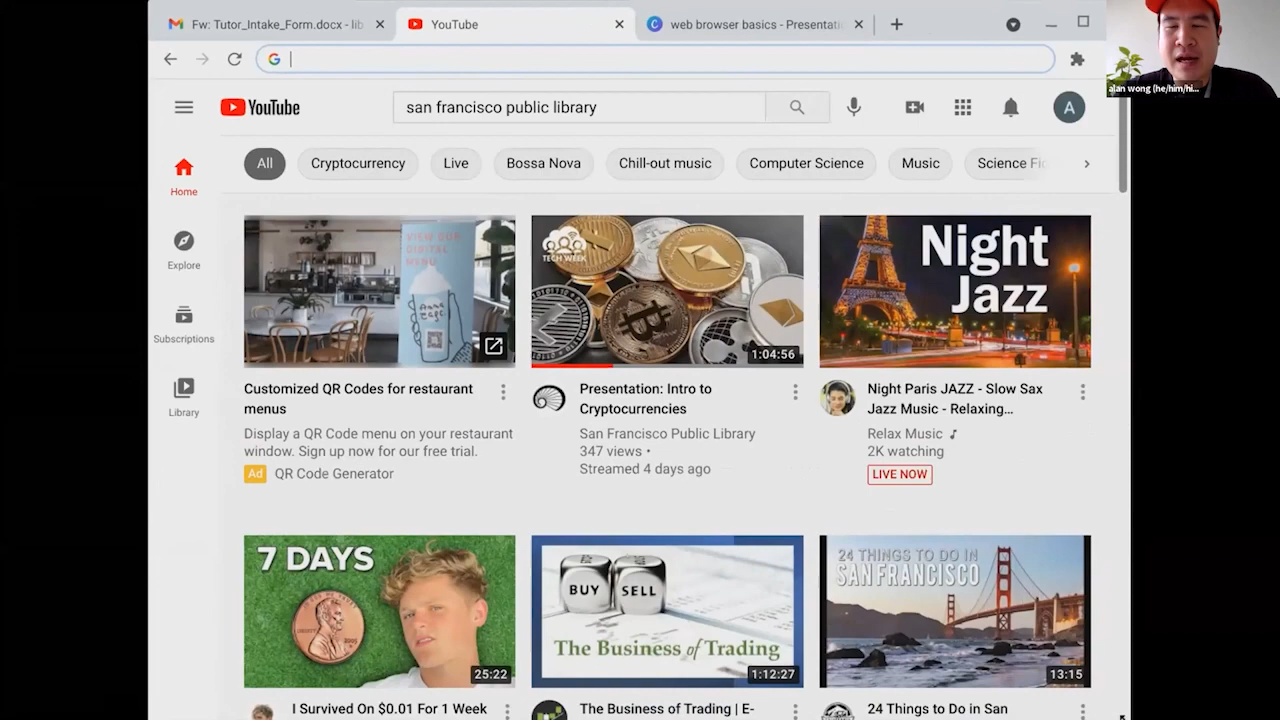 Fw: Tutor_Intake_Form.docx - lib
YouTube
web browser basics - Presentati
alan wong (he/him/hi...
YouTube
san francisco public library
A
All
Cryptocurrency
Live
Bossa Nova
Chill-out music
Computer Science
Music
Science Fic
Home
Explore
Subscriptions
Library
VIEW OUR
DIGITAL
MENU
TECH WEEK
1:04:56
Night
Jazz
Customized QR Codes for restaurant
menus
Display a QR Code menu on your restaurant
window. Sign up now for our free trial.
Ad
QR Code Generator
Presentation: Intro to
Cryptocurrencies
San Francisco Public Library
347 views •
Streamed 4 days ago
Night Paris JAZZ - Slow Sax
Jazz Music - Relaxing...
Relax Music ♪
2K watching
LIVE NOW
7 DAYS
25:22
BUY
SELL
The Business of Trading
1:12:27
24 THINGS TO DO IN
SAN FRANCISCO
13:15
I Survived On $0.01 For 1 Week
The Business of Trading | E-
24 Things to Do in San